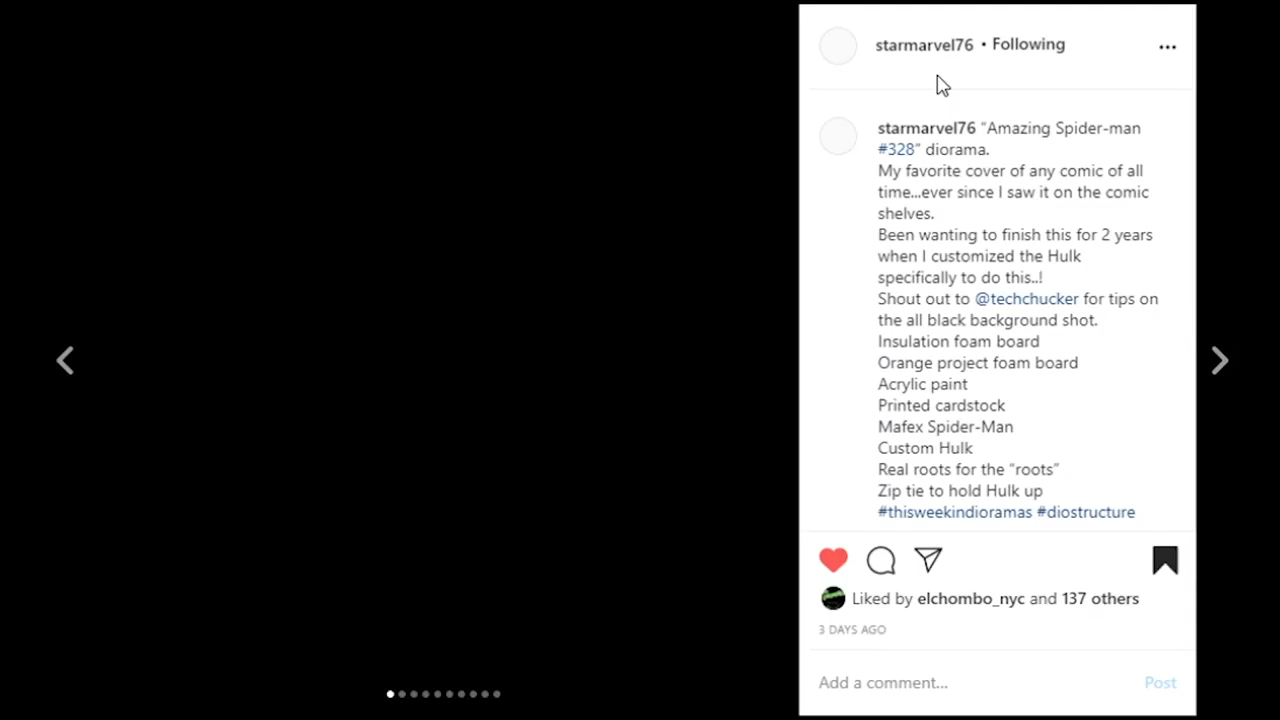 starmarvel76 • Following
starmarvel76 "Amazing Spider-man
#328" diorama.
My favorite cover of any comic of all
time...ever since I saw it on the comic
shelves.
Been wanting to finish this for 2 years
when I customized the Hulk
specifically to do this..!
Shout out to @techchucker for tips on
the all black background shot.
Insulation foam board
Orange project foam board
Acrylic paint
Printed cardstock
Mafex Spider-Man
Custom Hulk
Real roots for the "roots"
Zip tie to hold Hulk up
#thisweekindioramas #diostructure
Liked by elchombo_nyc and 137 others
3 DAYS AGO
Add a comment... Post